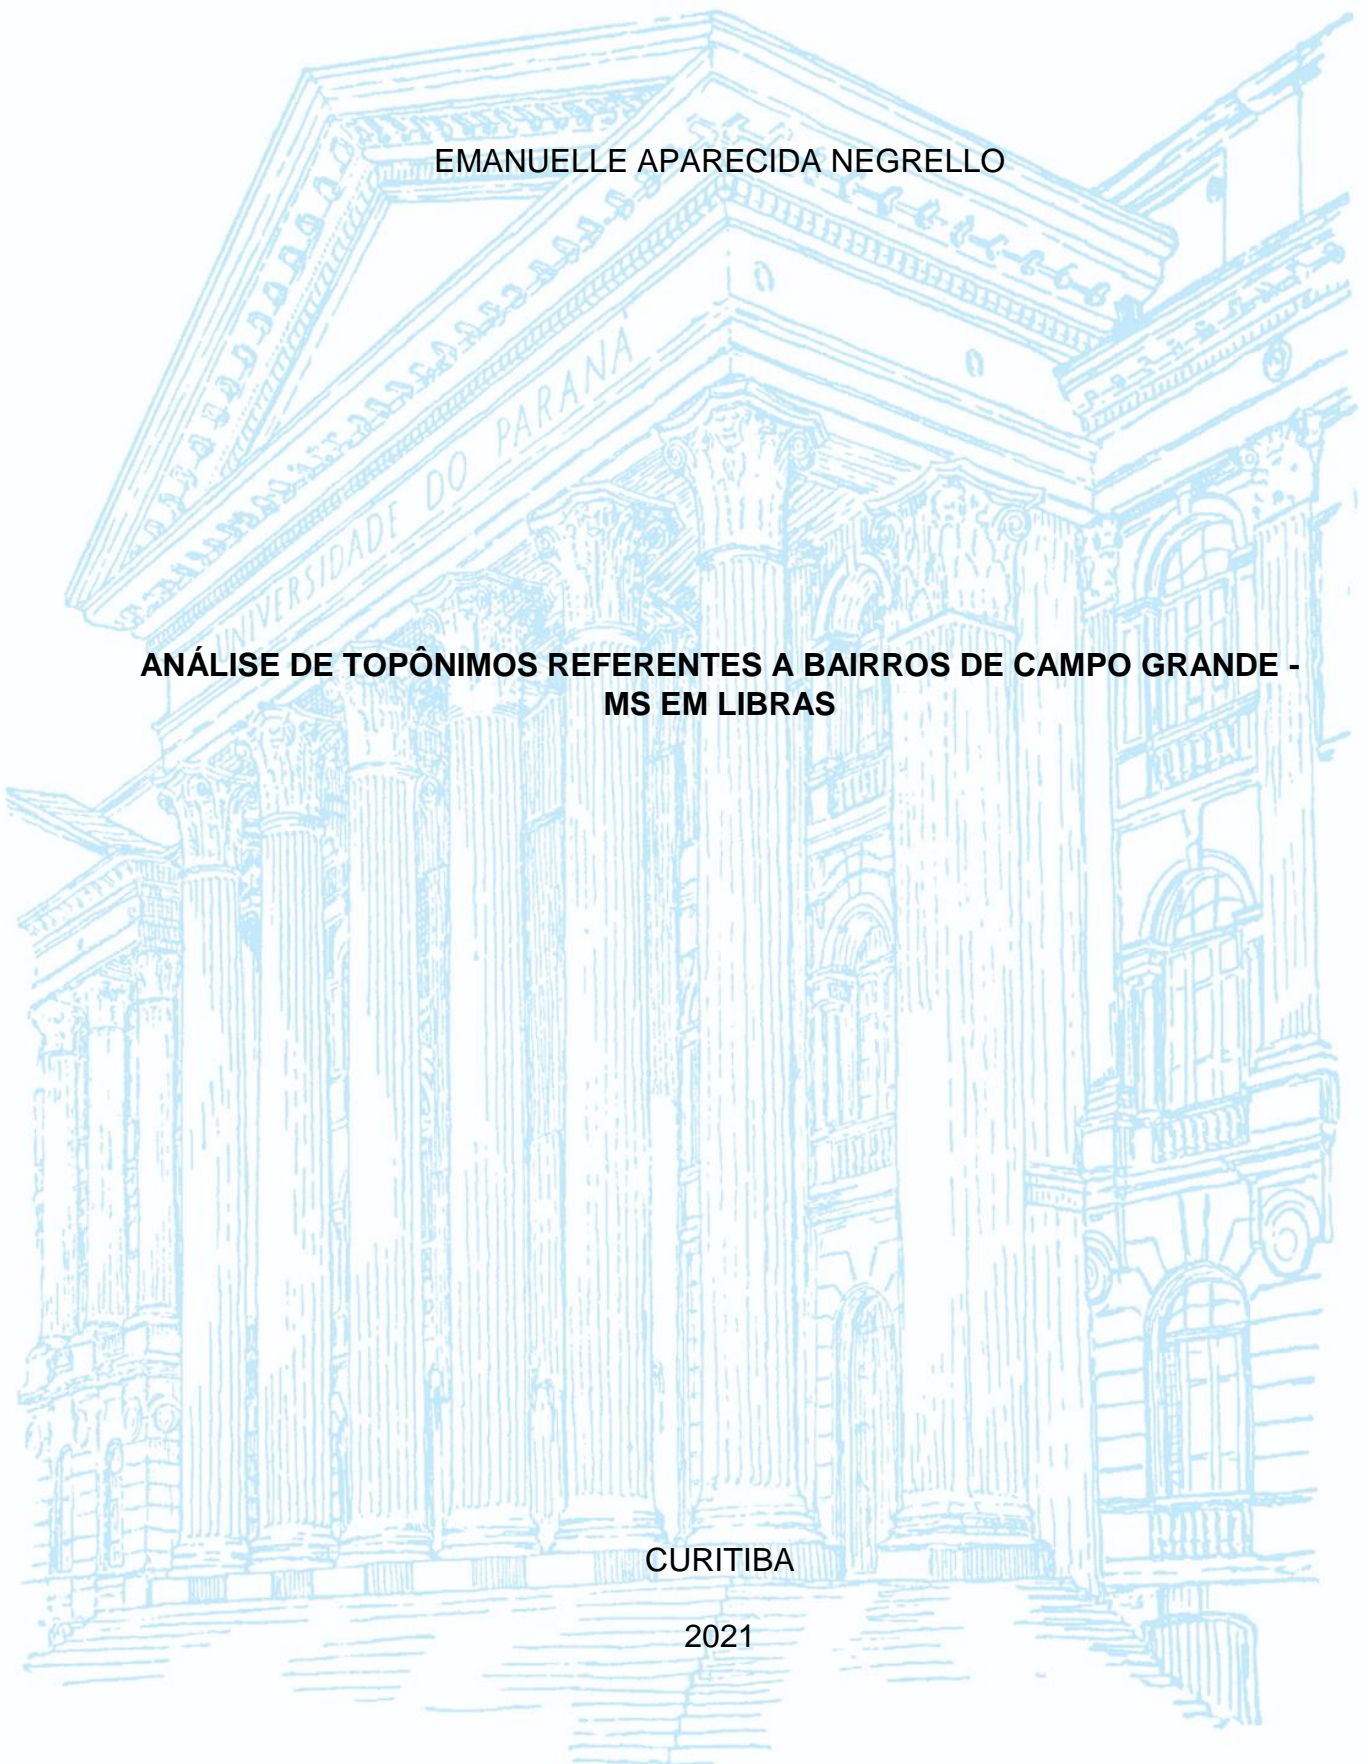 EMANUELLE APARECIDA NEGRELLO
UNIVERSIDADE DO PARANÁ
ANÁLISE DE TOPÔNIMOS REFERENTES A BAIRROS DE CAMPO GRANDE -
MS EM LIBRAS
CURITIBA
2021